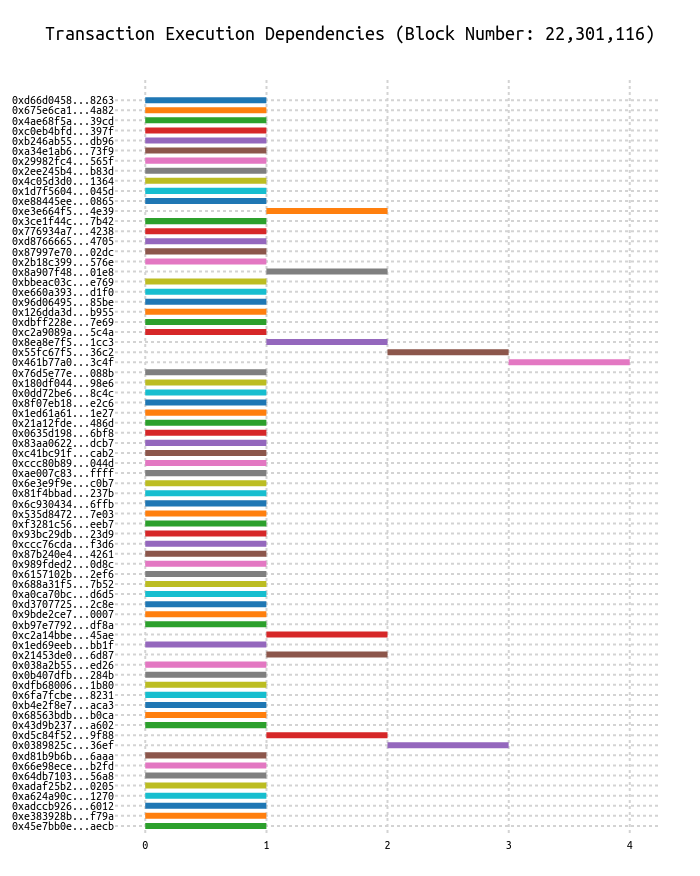 Transaction Execution Dependencies (Block Number: 22,301,116)
0xd66d0458...8263
0x675e6ca1...4a82
0x4ae68f5a...39cd
0xc0eb4bfd...397f
0xb246ab55...db96
0xa34e1ab6...73f9
0x29982fc4...565f
0x2ee245b4...b83d
0x4c05d3d0...1364
0x1d7f5604...045d
0xe88445ee...0865
0xe3e664f5...4e39
0x3ce1f44c...7b42
0x776934a7...4238
0xd8766665...4705
0x87997e70...02dc
0x2b18c399...576e
0x8a907f48...01e8
0xbbeac03c...e769
0xe660a393...d1f0
0x96d06495...85be
0x126dda3d...b955
0xdbff228e...7e69
0xc2a9089a...5c4a
0x8ea8e7f5...1cc3
0x55fc67f5...36c2
0x461b77a0...3c4f
0x76d5e77e...088b
0x180df044...98e6
0x0dd72be6...8c4c
0x8f07eb18...e2c6
0x1ed61a61...1e27
0x21a12fde...486d
0x0635d198...6bf8
0x83aa0622...dcb7
0xc41bc91f...cab2
0xccc80b89...044d
0xae007c83...ffff
0x6e3e9f9e...c0b7
0x81f4bbad...237b
0x6c930434...6ffb
0x535d8472...7e03
0xf3281c56...eeb7
0x93bc29db...23d9
0xccc76cda...f3d6
0x87b240e4...4261
0x989fded2...0d8c
0x6157102b...2ef6
0x688a31f5...7b52
0xa0ca70bc...d6d5
0xd3707725...2c8e
0x9bde2ce7...0007
0xb97e7792...df8a
0xc2a14bbe...45ae
0x1ed69eeb...bb1f
0x21453de0...6d87
0x038a2b55...ed26
0x0b407dfb...284b
0xdfb68006...1b80
0x6fa7fcbe...8231
0xb4e2f8e7...aca3
0x68563bdb...b0ca
0x43d9b237...a602
0xd5c84f52...9f88
0x0389825c...36ef
0xd81b9b6b...6aaa
0x66e98ece...b2fd
0x64db7103...56a8
0xadaf25b2...0205
0xa624a90c...1270
0xadccb926...6012
0xe383928b...f79a
0x45e7bb0e...aecb
0 1 2 3 4